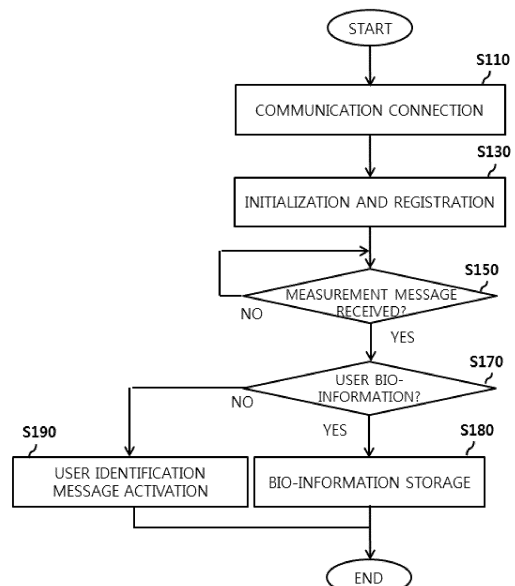 START
S110
COMMUNICATION CONNECTION
S130
INITIALIZATION AND REGISTRATION
S150
MEASUREMENT MESSAGE
RECEIVED?
NO
YES
S170
USER BIO-
INFORMATION?
NO
YES
S190
USER IDENTIFICATION
MESSAGE ACTIVATION
S180
BIO-INFORMATION STORAGE
END